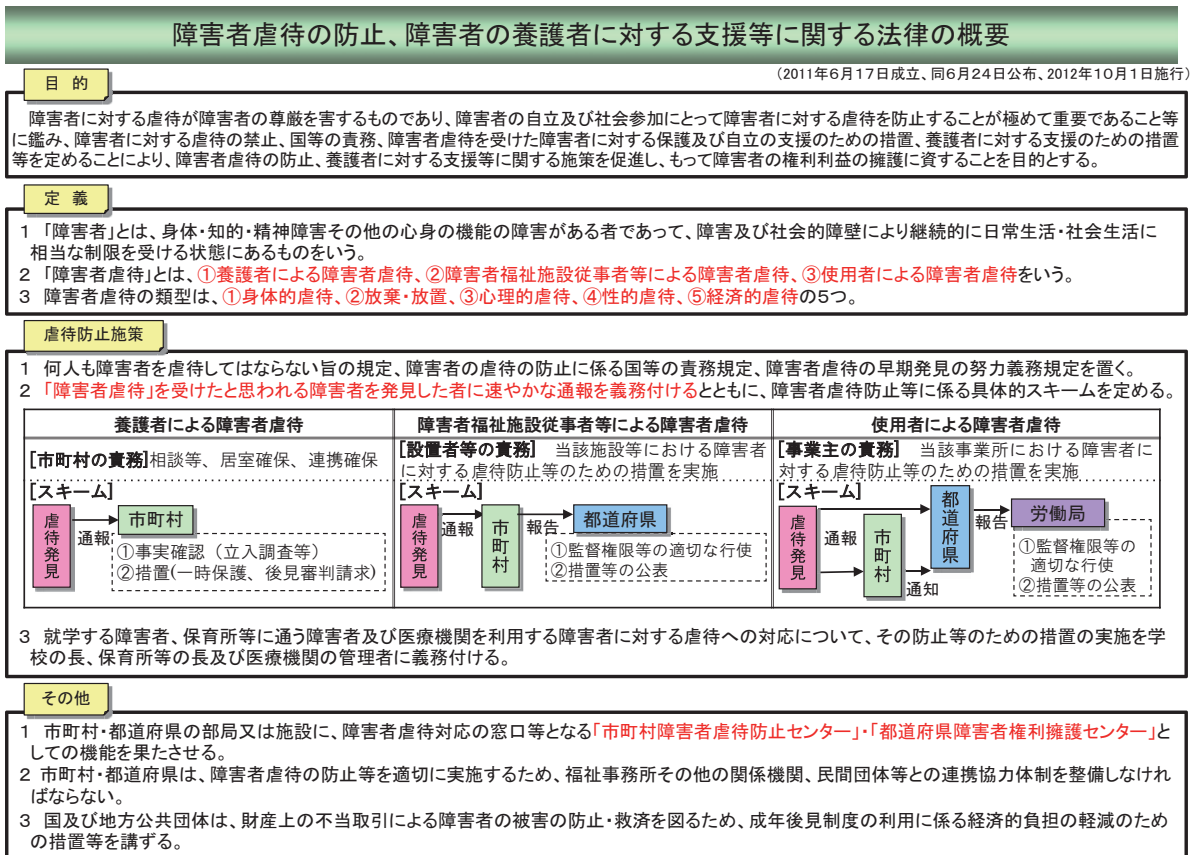 障害者虐待の防止、障害者の養護者に対する支援等に関する法律の概要
(2011年6月17日成立、同6月24日公布、2012年10月1日施行)
目 的
障害者に対する虐待が障害者の尊厳を害するものであり、障害者の自立及び社会参加にとって障害者に対する虐待を防止することが極めて重要であること等
に鑑み、障害者に対する虐待の禁止、国等の責務、障害者虐待を受けた障害者に対する保護及び自立の支援のための措置、養護者に対する支援のための措置
等を定めることにより、障害者虐待の防止、養護者に対する支援等に関する施策を促進し、もって障害者の権利利益の擁護に資することを目的とする。
定 義
1 「障害者」とは、身体・知的・精神障害その他の心身の機能の障害がある者であって、障害及び社会的障壁により継続的に日常生活・社会生活に
相当な制限を受ける状態にあるものをいう。
2 「障害者虐待」とは、①養護者による障害者虐待、②障害者福祉施設従事者等による障害者虐待、③使用者による障害者虐待をいう。
3 障害者虐待の類型は、①身体的虐待、②放棄・放置、③心理的虐待、④性的虐待、⑤経済的虐待の5つ。
虐待防止施策
1 何人も障害者を虐待してはならない旨の規定、障害者の虐待の防止に係る国等の責務規定、障害者虐待の早期発見の努力義務規定を置く。
2 「障害者虐待」を受けたと思われる障害者を発見した者に速やかな通報を義務付けるとともに、障害者虐待防止等に係る具体的スキームを定める。
養護者による障害者虐待
[市町村の責務]相談等、居室確保、連携確保
[スキーム]
虐待発見
通報
市町村
①事実確認（立入調査等）
②措置(一時保護、後見審判請求)
障害者福祉施設従事者等による障害者虐待
[設置者等の責務] 当該施設等における障害者
に対する虐待防止等のための措置を実施
[スキーム]
虐待発見
通報
市町村
報告
都道府県
①監督権限等の適切な行使
②措置等の公表
使用者による障害者虐待
[事業主の責務] 当該事業所における障害者に
対する虐待防止等のための措置を実施
[スキーム]
虐待発見
通報
市町村
通知
都道府県
報告
労働局
①監督権限等の
適切な行使
②措置等の公表
3 就学する障害者、保育所等に通う障害者及び医療機関を利用する障害者に対する虐待への対応について、その防止等のための措置の実施を学
校の長、保育所等の長及び医療機関の管理者に義務付ける。
その他
1 市町村・都道府県の部局又は施設に、障害者虐待対応の窓口等となる「市町村障害者虐待防止センター」・「都道府県障害者権利擁護センター」と
しての機能を果たさせる。
2 市町村・都道府県は、障害者虐待の防止等を適切に実施するため、福祉事務所その他の関係機関、民間団体等との連携協力体制を整備しなけれ
ばならない。
3 国及び地方公共団体は、財産上の不当取引による障害者の被害の防止・救済を図るため、成年後見制度の利用に係る経済的負担の軽減のため
の措置等を講ずる。